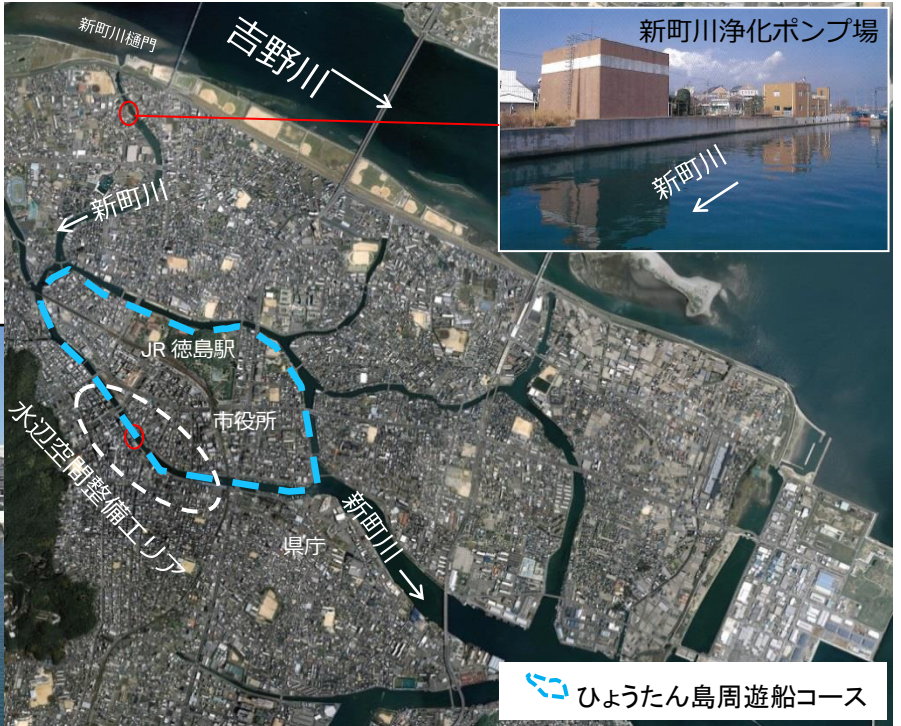 新町川樋門
吉野川
新町川浄化ポンプ場
新町川
新町川
JR 徳島駅
市役所
水辺空間整備エリア
県庁
新町川
ひょうたん島周遊船コース